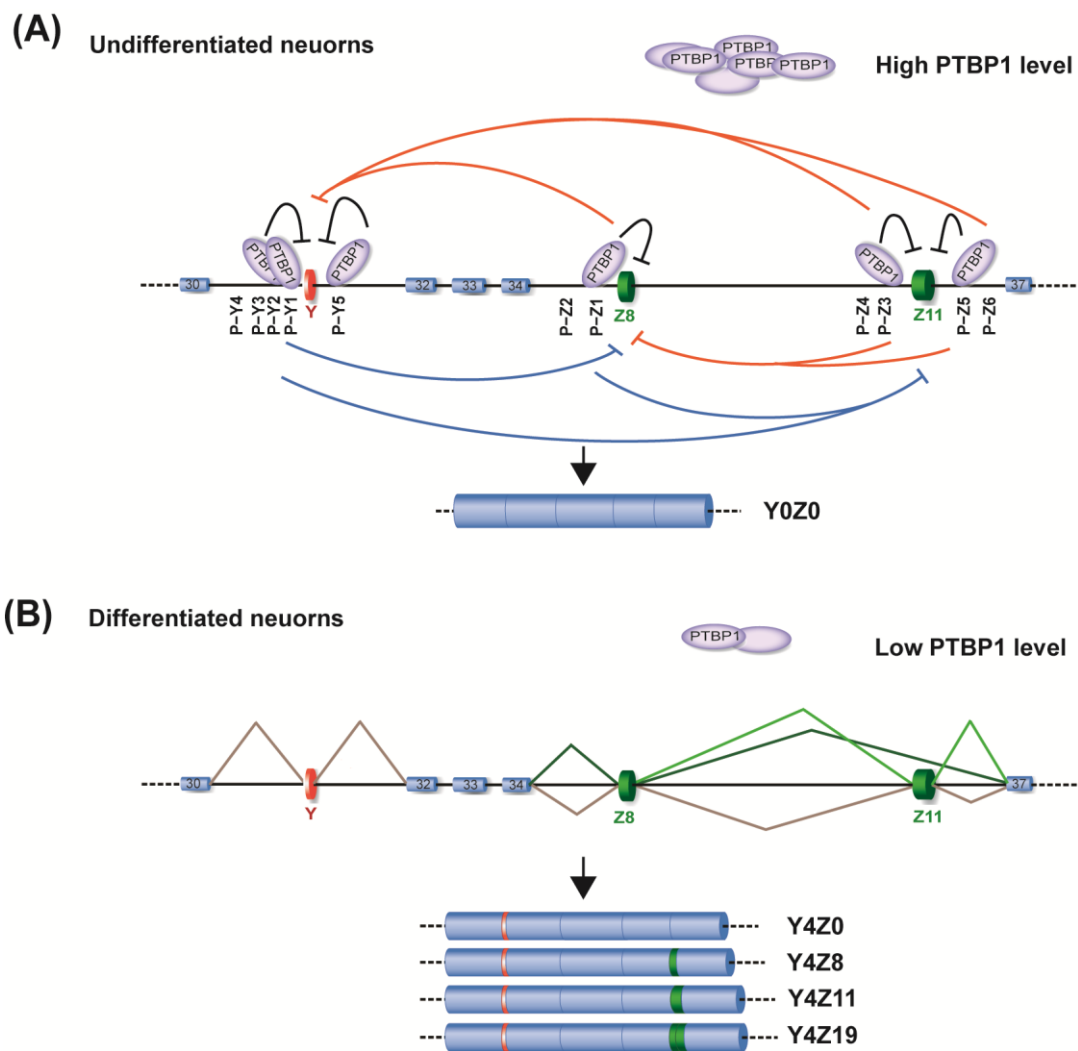 (A) Undifferentiated neuorns
PTBP1
PTBP1 PTBP PTBP1
High PTBP1 level
PTB PTBP1 PTBP1 PTBP1 PTBP1 PTBP1
30 Y 32 33 34 Z8 Z11 37
P-Y4 P-Y3 P-Y2 P-Y1 P-Y5 P-Z2 P-Z1 P-Z4 P-Z3 P-Z5 P-Z6
Y0Z0
(B) Differentiated neuorns
PTBP1
Low PTBP1 level
30 32 33 34 37
Y Z8 Z11
Y4Z0
Y4Z8
Y4Z11
Y4Z19